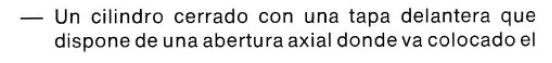 — Un cilindro cerrado con una tapa delantera que
dispone de una abertura axial donde va colocado el